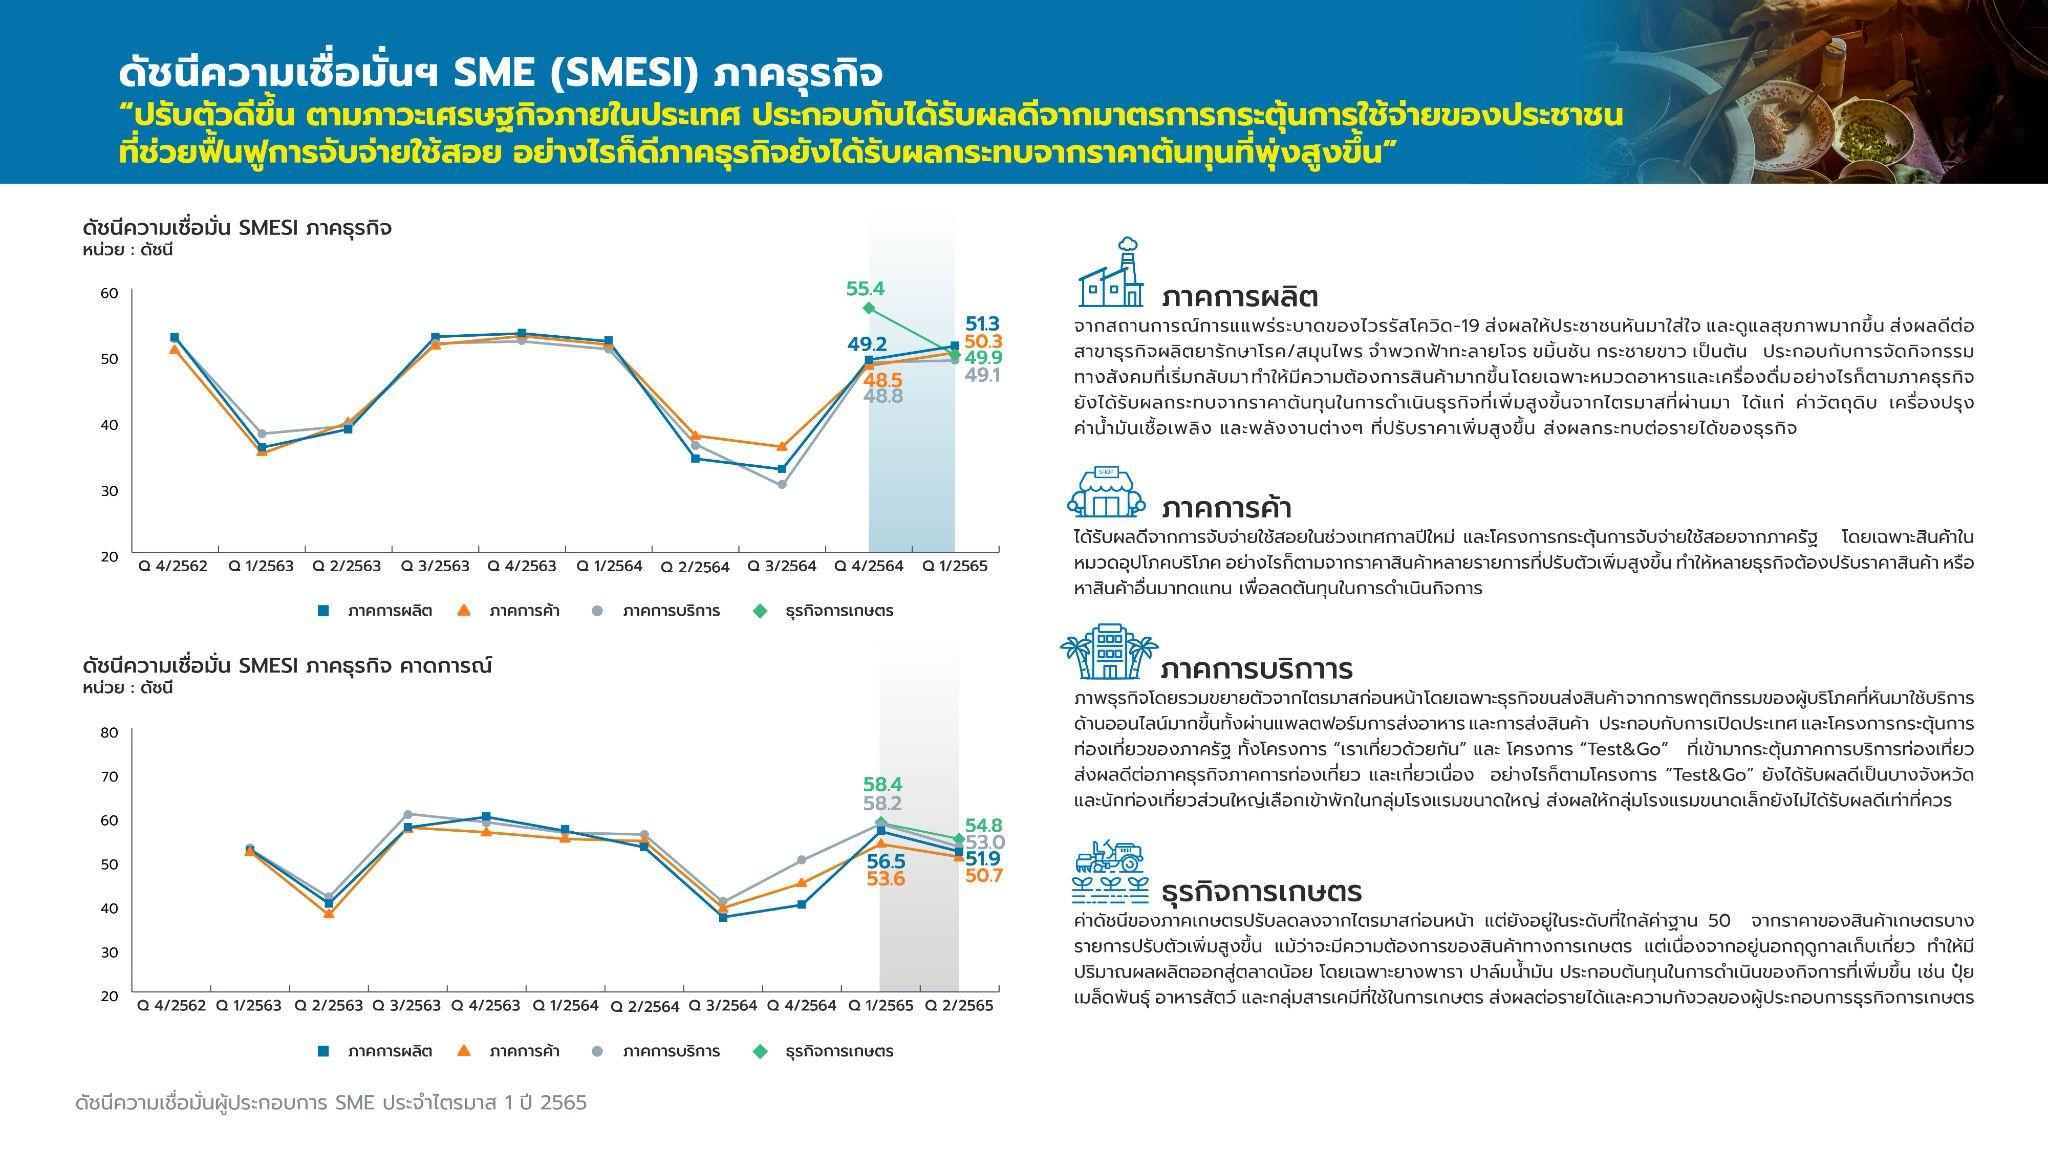 ดัชนีความเชื่อมั่นฯ SME (SMESI) ภาคธุรกิจ
“ปรับตัวดีขึ้น ตามภาวะเศรษฐกิจภายในประเทศ ประกอบกับได้รับผลดีจากมาตรการกระตุ้นการใช้จ่ายของประชาชน
ที่ช่วยฟื้นฟูการจับจ่ายใช้สอย อย่างไรก็ดีภาคธุรกิจยังได้รับผลกระทบจากราคาต้นทุนที่พุ่งสูงขึ้น”
ดัชนีความเชื่อมั่น SMESI ภาคธุรกิจ
หน่วย : ดัชนี
60
50
40
30
20
55.4
49.2
48.5
48.8
51.3
50.3
49.9
49.1
Q 4/2562 Q 1/2563 Q 2/2563 Q 3/2563 Q 4/2563 Q 1/2564 Q 2/2564 Q 3/2564 Q 4/2564 Q 1/2565
ภาคการผลิต ภาคการค้า ภาคการบริการ ธุรกิจการเกษตร
ดัชนีความเชื่อมั่น SMESI ภาคธุรกิจ คาดการณ์
หน่วย : ดัชนี
80
70
60
50
40
30
20
58.4
58.2
56.5
53.6
54.8
53.0
51.9
50.7
Q 4/2562 Q 1/2563 Q 2/2563 Q 3/2563 Q 4/2563 Q 1/2564 Q 2/2564 Q 3/2564 Q 4/2564 Q 1/2565 Q 2/2565
ภาคการผลิต ภาคการค้า ภาคการบริการ ธุรกิจการเกษตร
ภาคการผลิต
จากสถานการณ์การแแพร่ระบาดของไวรรัสโควิด-19 ส่งผลให้ประชาชนหันมาใส่ใจ และดูแลสุขภาพมากขึ้น ส่งผลดีต่อ
สาขาธุรกิจผลิตยารักษาโรค/สมุนไพร จำพวกฟ้าทะลายโจร ขมิ้นชัน กระชายขาว เป็นต้น ประกอบกับการจัดกิจกรรม
ทางสังคมที่เริ่มกลับมาทำให้มีความต้องการสินค้ามากขึ้นโดยเฉพาะหมวดอาหารและเครื่องดื่มอย่างไรก็ตามภาคธุรกิจ
ยังได้รับผลกระทบจากราคาต้นทุนในการดำเนินธุรกิจที่เพิ่มสูงขึ้นจากไตรมาสที่ผ่านมา ได้แก่ ค่าวัตถุดิบ เครื่องปรุง
ค่าน้ำมันเชื้อเพลิง และพลังงานต่างๆ ที่ปรับราคาเพิ่มสูงขึ้น ส่งผลกระทบต่อรายได้ของธุรกิจ
SHOP
ภาคการค้า
ได้รับผลดีจากการจับจ่ายใช้สอยในช่วงเทศกาลปีใหม่ และโครงการกระตุ้นการจับจ่ายใช้สอยจากภาครัฐ โดยเฉพาะสินค้าใน
หมวดอุปโภคบริโภค อย่างไรก็ตามจากราคาสินค้าหลายรายการที่ปรับตัวเพิ่มสูงขึ้น ทำให้หลายธุรกิจต้องปรับราคาสินค้า หรือ
หาสินค้าอื่นมาทดแทน เพื่อลดต้นทุนในการดำเนินกิจการ
ภาคการบริกาาร
ภาพธุรกิจโดยรวมขยายตัวจากไตรมาสก่อนหน้าโดยเฉพาะธุรกิจขนส่งสินค้าจากการพฤติกรรมของผู้บริโภคที่หันมาใช้บริการ
ด้านออนไลน์มากขึ้นทั้งผ่านแพลตฟอร์มการส่งอาหาร และการส่งสินค้า ประกอบกับการเปิดประเทศ และโครงการกระตุ้นการ
ท่องเที่ยวของภาครัฐ ทั้งโครงการ “เราเที่ยวด้วยกัน” และ โครงการ “Test&Go” ที่เข้ามากระตุ้นภาคการบริการท่องเที่ยว
ส่งผลดีต่อภาคธุรกิจภาคการท่องเที่ยว และเกี่ยวเนื่อง อย่างไรก็ตามโครงการ “Test&Go” ยังได้รับผลดีเป็นบางจังหวัด
และนักท่องเที่ยวส่วนใหญ่เลือกเข้าพักในกลุ่มโรงแรมขนาดใหญ่ ส่งผลให้กลุ่มโรงแรมขนาดเล็กยังไม่ได้รับผลดีเท่าที่ควร
ธุรกิจการเกษตร
ค่าดัชนีของภาคเกษตรปรับลดลงจากไตรมาสก่อนหน้า แต่ยังอยู่ในระดับที่ใกล้ค่าฐาน 50 จากราคาของสินค้าเกษตรบาง
รายการปรับตัวเพิ่มสูงขึ้น แม้ว่าจะมีความต้องการของสินค้าทางการเกษตร แต่เนื่องจากอยู่นอกฤดูกาลเก็บเกี่ยว ทำให้มี
ปริมาณผลผลิตออกสู่ตลาดน้อย โดยเฉพาะยางพารา ปาล์มน้ำมัน ประกอบต้นทุนในการดำเนินของกิจการที่เพิ่มขึ้น เช่น ปุ๋ย
เมล็ดพันธุ์ อาหารสัตว์ และกลุ่มสารเคมีที่ใช้ในการเกษตร ส่งผลต่อรายได้และความกังวลของผู้ประกอบการธุรกิจการเกษตร
ดัชนีความเชื่อมั่นผู้ประกอบการ SME ประจำไตรมาส 1 ปี 2565